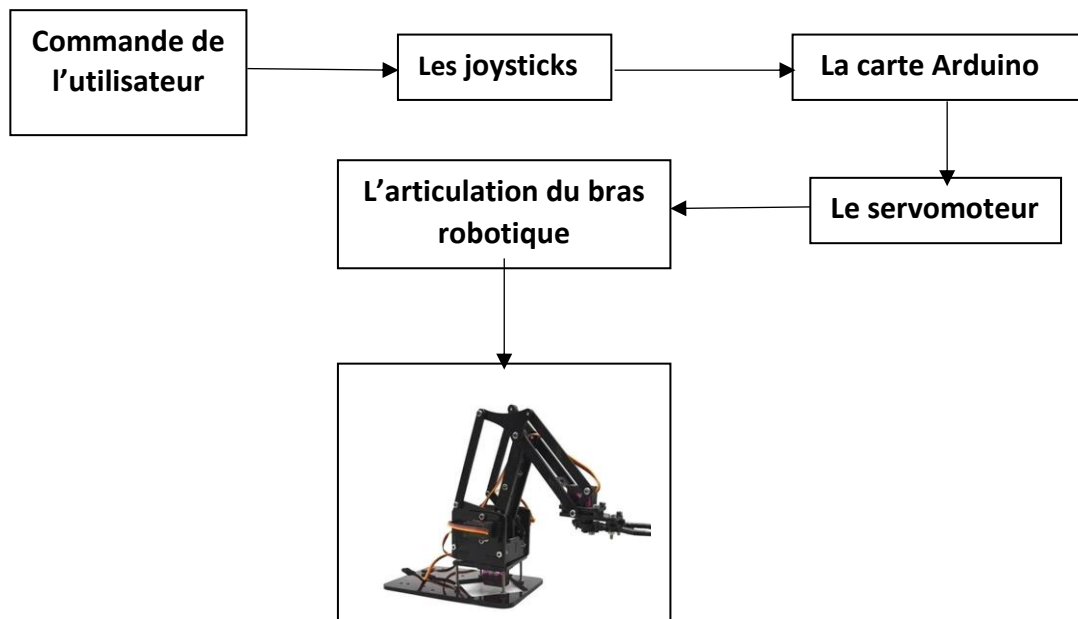 Commande de
l’utilisateur
Les joysticks
La carte Arduino
L’articulation du bras
robotique
Le servomoteur